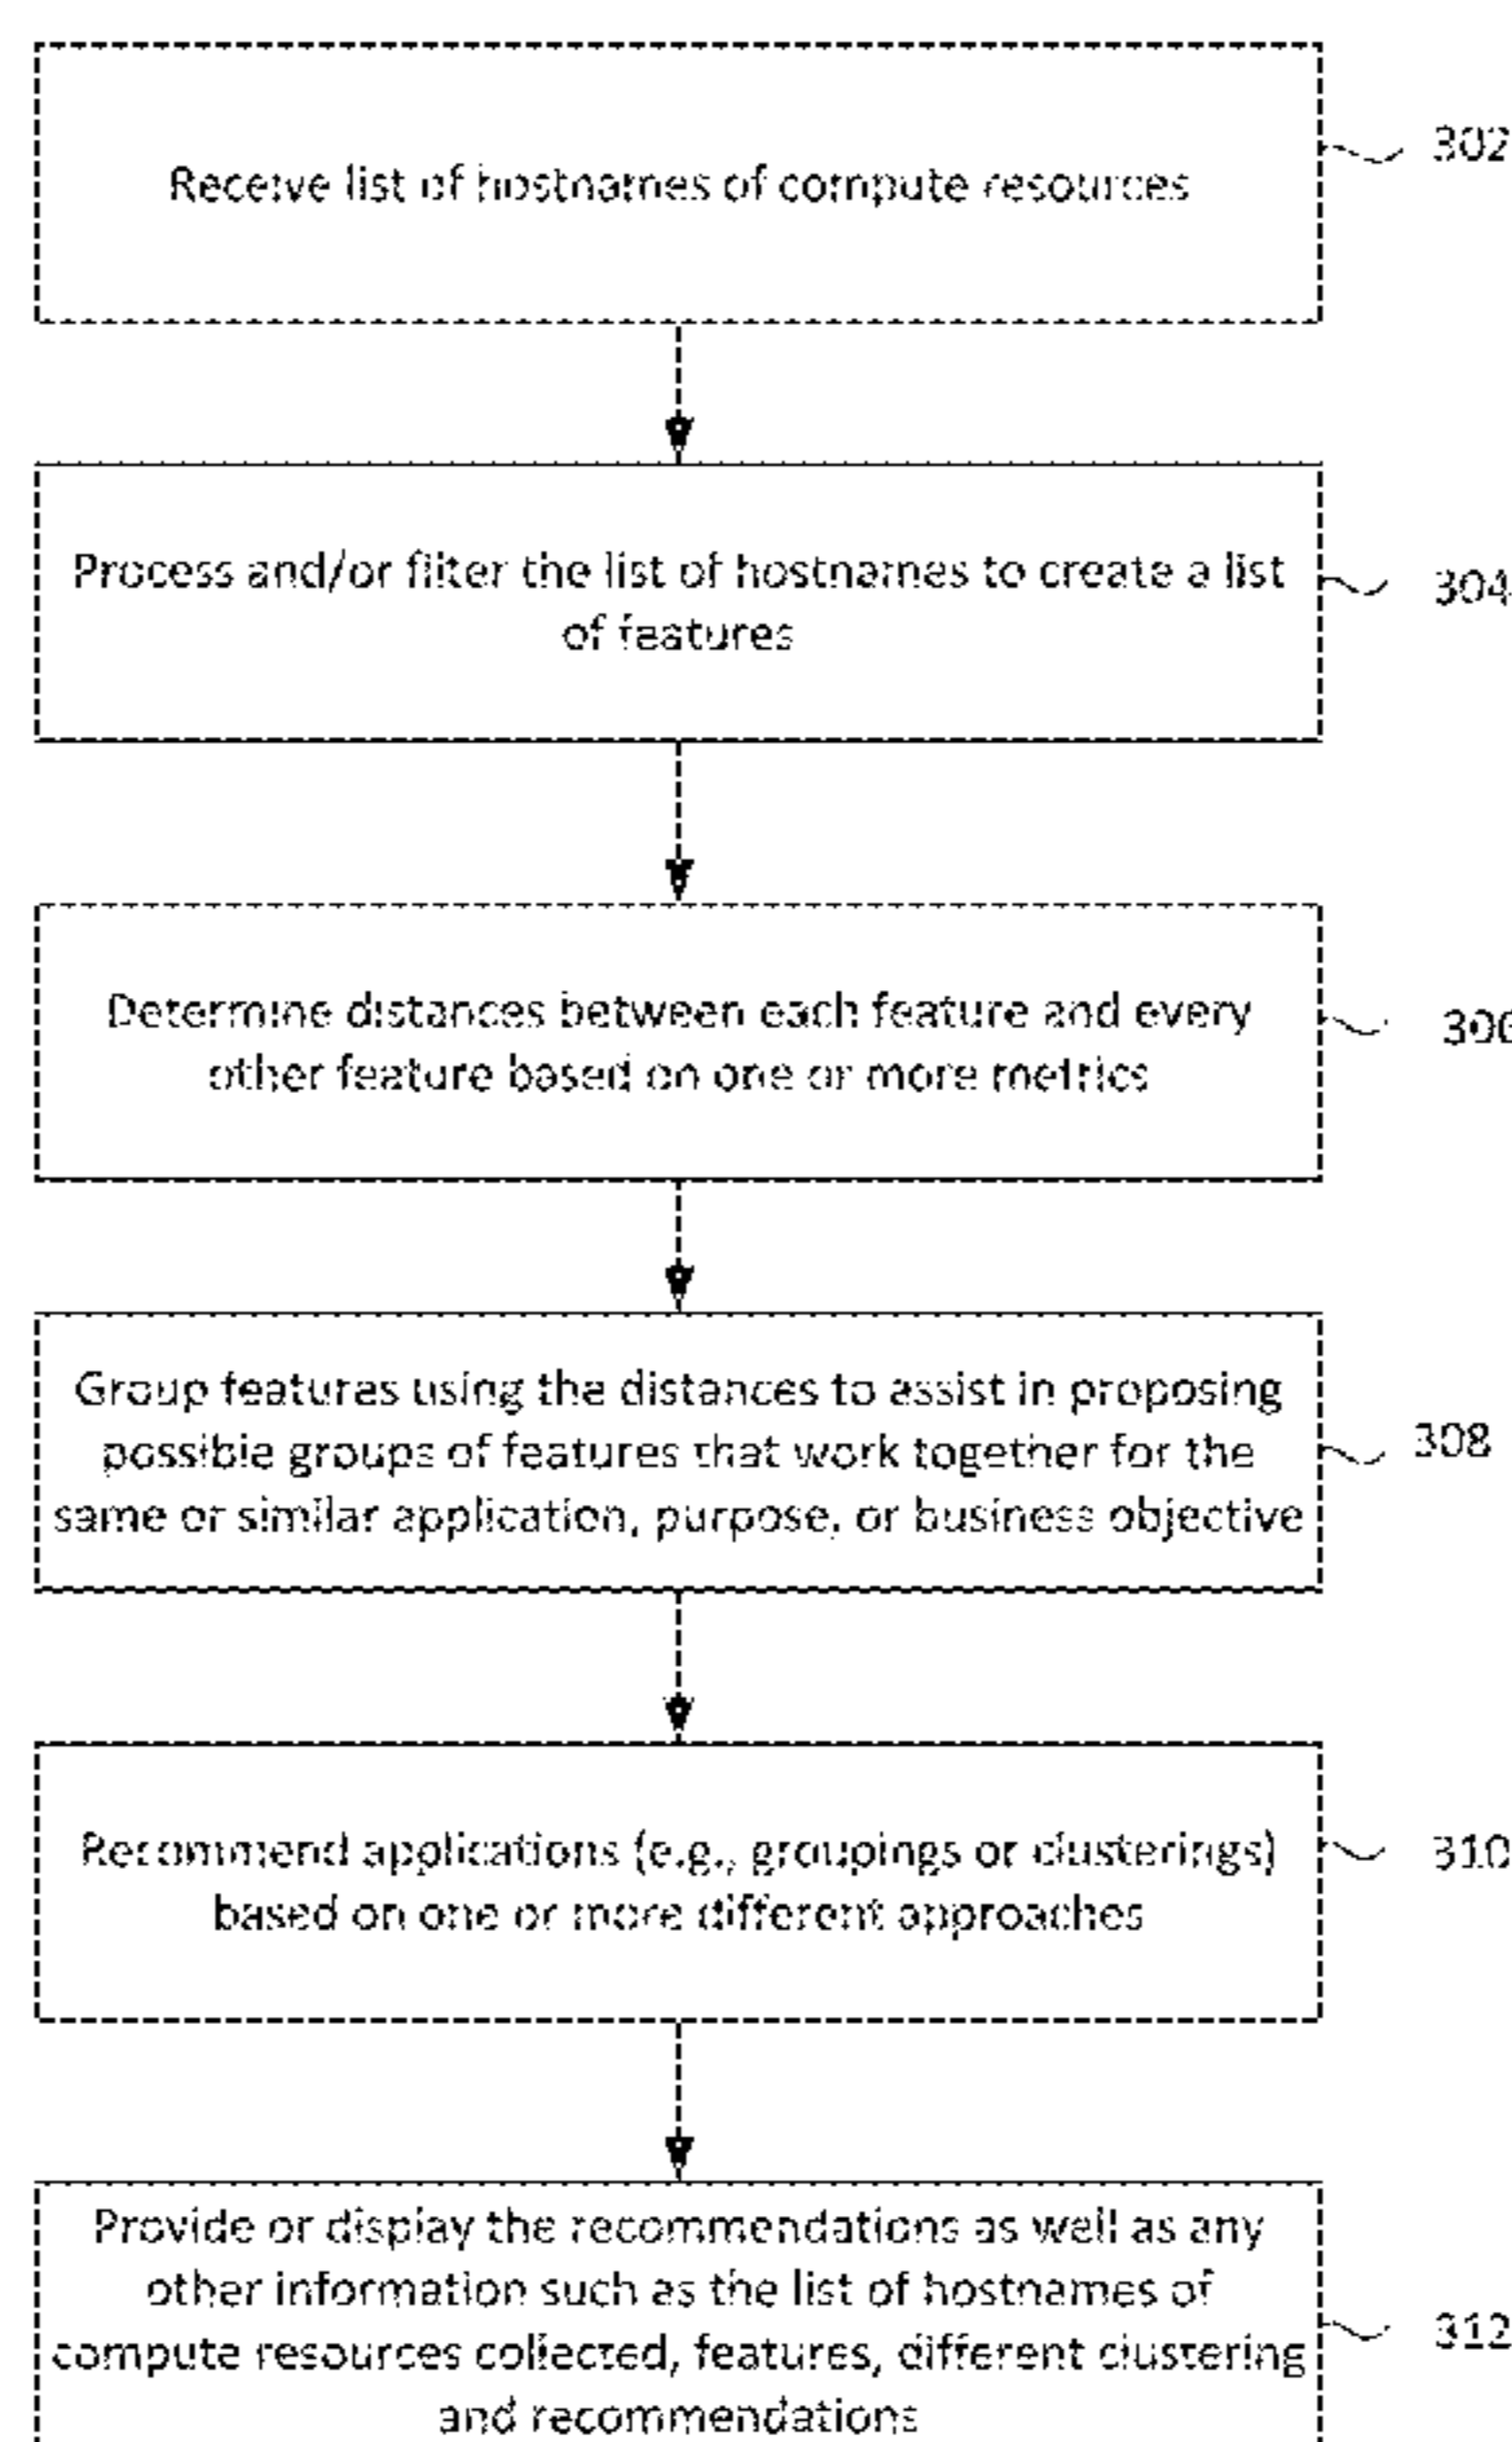 Receive list of hostnames of compute resources
302
Process and/or filter the list of hostnames to create a list
of features
304
Determine distances between each feature and every
other feature based on one or more metrics
306
Group features using the distances to assist in proposing
possible groups of features that work together for the
same or similar application, purpose, or business objective
308
Recommend applications (e.g., groupings or clusterings)
based on one or more different approaches
310
Provide or display the recommendations as well as any
other information such as the list of hostnames of
compute resources collected, features, different clustering
and recommendations
312